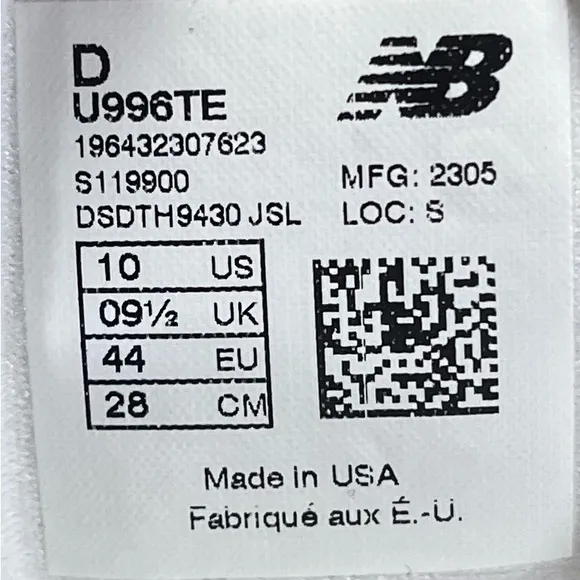 D
NB
U996TE
196432307623
S119900
MFG: 2305
DSDTH9430 JSL
LOC: S
10 US
09½ UK
44 EU
28 CM
Made in USA
Fabriqué aux É.-U.